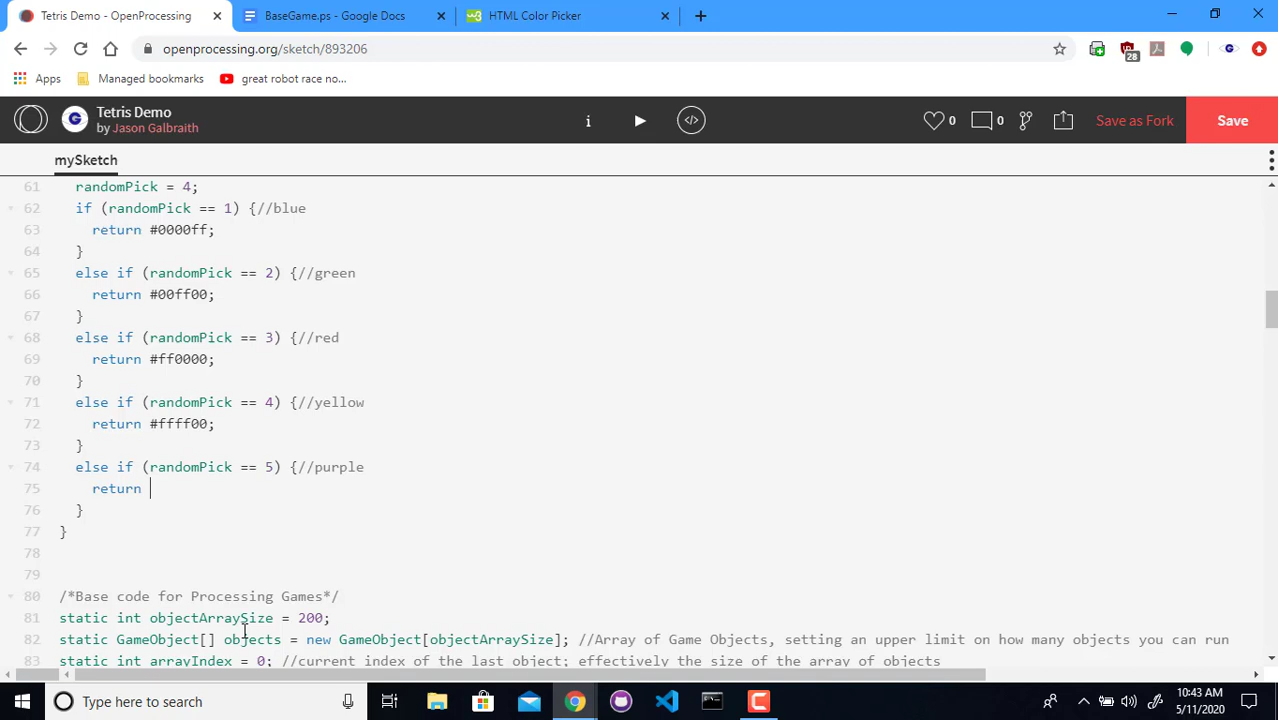 Tetris Demo - OpenProcessing
BaseGame.ps - Google Docs
HTML Color Picker
openprocessing.org/sketch/893206
28
Apps
Managed bookmarks
great robot race no...
Tetris Demo
by Jason Galbraith
0
0
Save as Fork
Save
mySketch
61 randomPick = 4;
62 if (randomPick == 1) {//blue
63 return #0000ff;
64 }
65 else if (randomPick == 2) {//green
66 return #00ff00;
67 }
68 else if (randomPick == 3) {//red
69 return #ff0000;
70 }
71 else if (randomPick == 4) {//yellow
72 return #ffff00;
73 }
74 else if (randomPick == 5) {//purple
75 return
76 }
77 }
78
79
80 /*Base code for Processing Games*/
81 static int objectArraySize = 200;
82 static GameObject[] objects = new GameObject[objectArraySize]; //Array of Game Objects, setting an upper limit on how many objects you can run
83 static int arrayIndex = 0; //current index of the last object; effectively the size of the array of objects
Type here to search
10:43 AM
5/11/2020